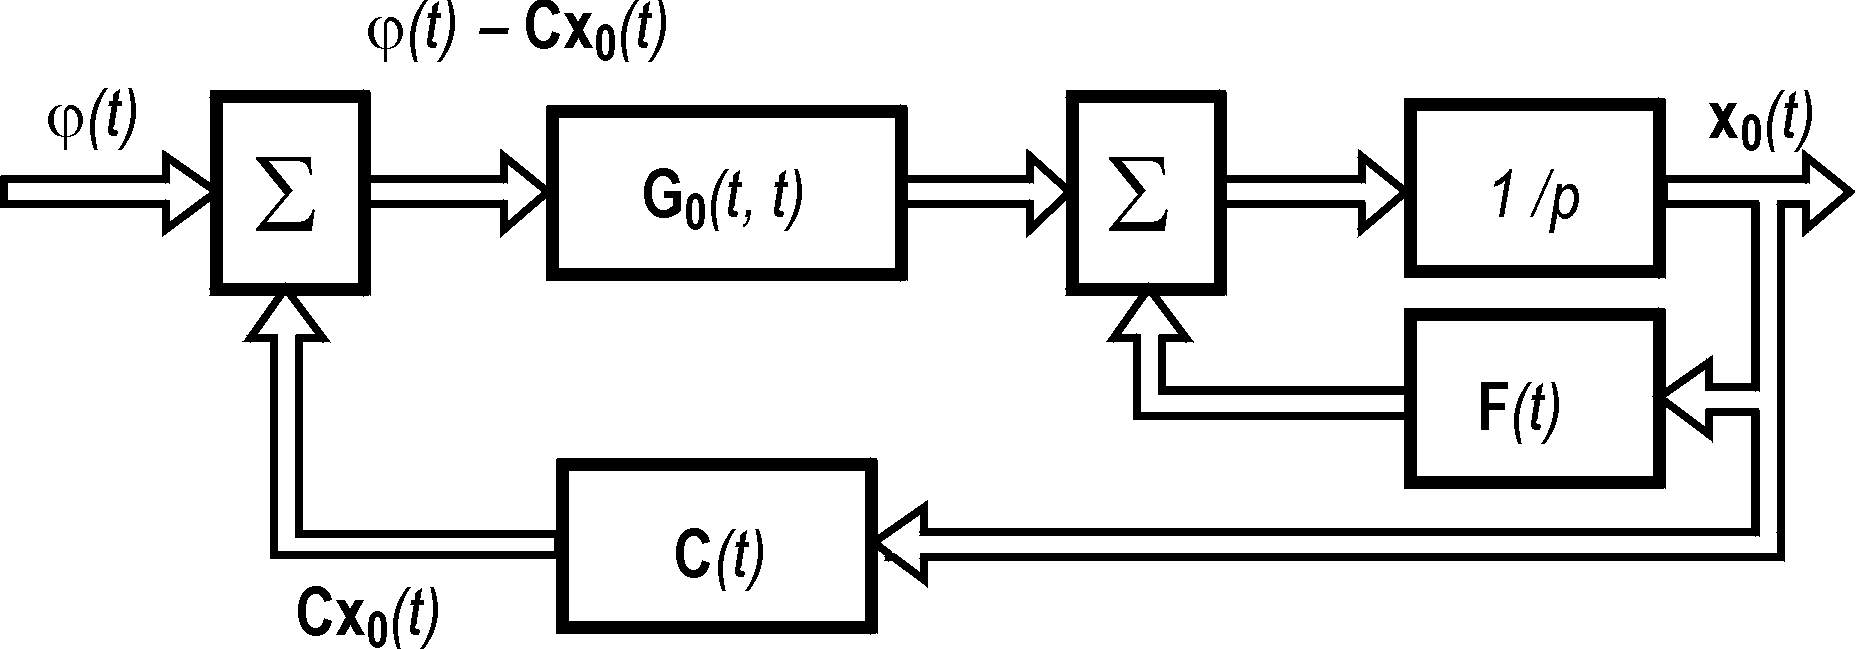 φ(t) – Cx₀(t)
φ(t)
Σ
G₀(t, t)
Σ
1 /p
x₀(t)
F(t)
C(t)
Cx₀(t)